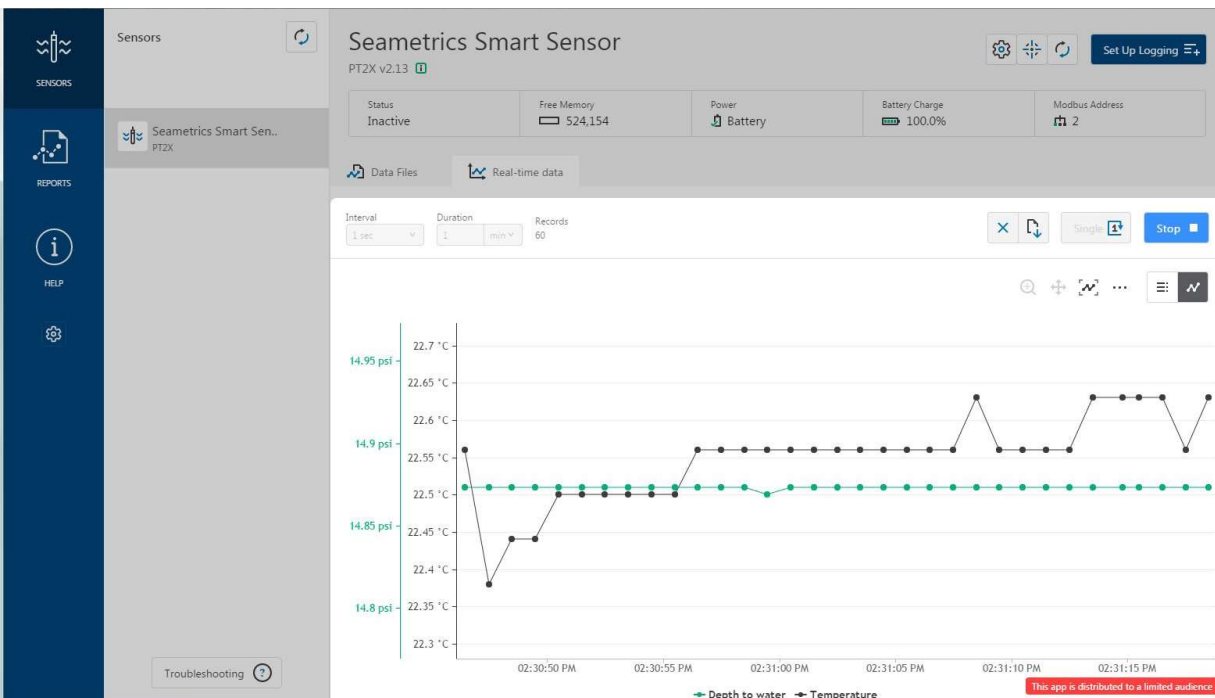 SENSORS
REPORTS
HELP
Sensors
Seametrics Smart Sen..
PT2X
Troubleshooting ?
Seametrics Smart Sensor
PT2X v2.13
Set Up Logging
Status
Inactive
Free Memory
524,154
Power
Battery
Battery Charge
100.0%
Modbus Address
2
Data Files
Real-time data
Interval
1 sec
Duration
1 min
Records
60
Single
Stop
14.95 psi
14.9 psi
14.85 psi
14.8 psi
22.7 °C
22.65 °C
22.6 °C
22.55 °C
22.5 °C
22.45 °C
22.4 °C
22.35 °C
22.3 °C
02:30:50 PM 02:30:55 PM 02:31:00 PM 02:31:05 PM 02:31:10 PM 02:31:15 PM
Depth to water Temperature
This app is distributed to a limited audience